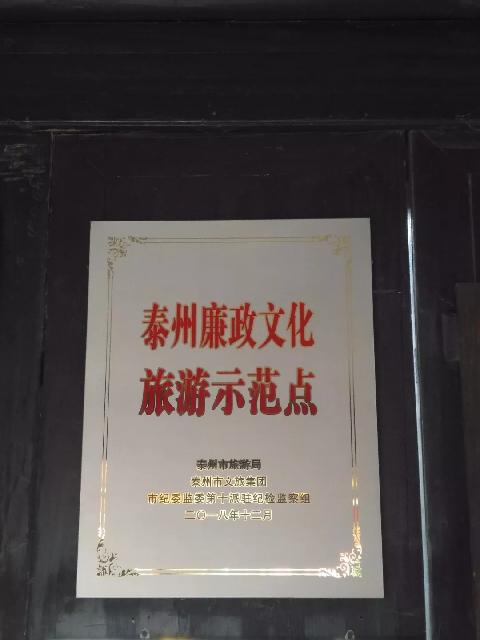 泰州廉政文化
旅游示范点
泰州市旅游局
泰州市文旅集团
市纪委监委第十派驻纪检监察组
二〇一八年十二月